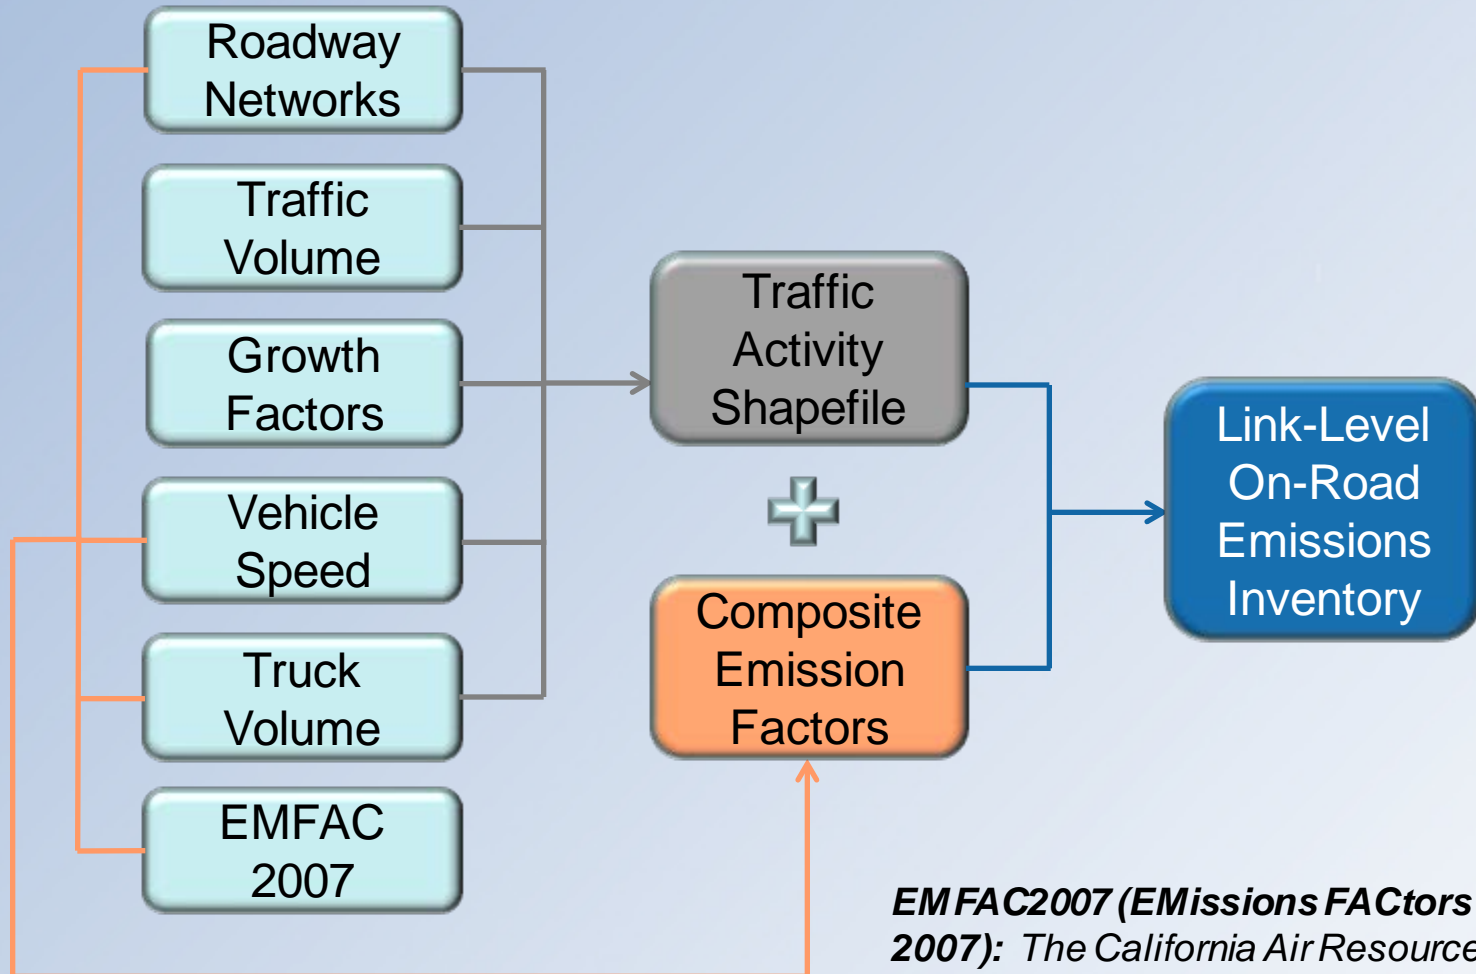 Roadway
Networks
Traffic
Volume
Growth
Factors
Vehicle
Speed
Truck
Volume
EMFAC
2007
Traffic
Activity
Shapefile
Composite
Emission
Factors
Link-Level
On-Road
Emissions
Inventory
EMFAC2007 (EMissions FACtors
2007): The California Air Resource